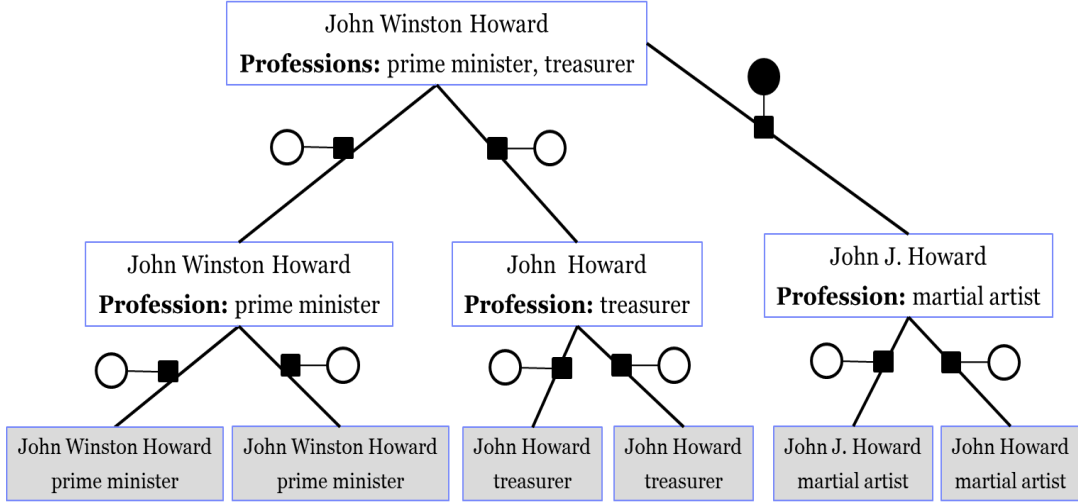 John Winston Howard
Professions: prime minister, treasurer
John Winston Howard
Profession: prime minister
John Howard
Profession: treasurer
John J. Howard
Profession: martial artist
John Winston Howard
prime minister
John Winston Howard
prime minister
John Howard
treasurer
John Howard
treasurer
John J. Howard
martial artist
John Howard
martial artist